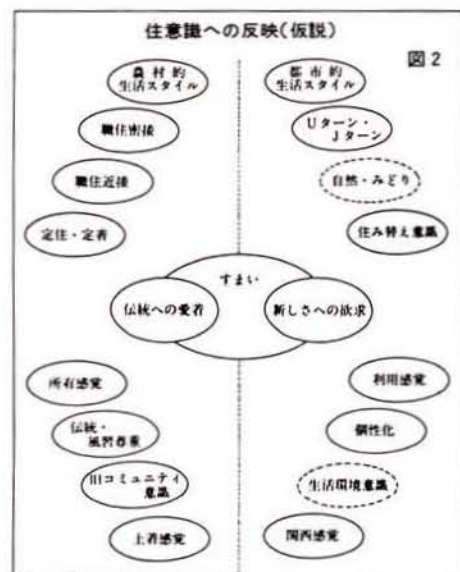 住意識への反映(仮説)
図2
農村的
生活スタイル
職住密接
職住近接
定住・定着
都市的
生活スタイル
Uターン・
Jターン
自然・みどり
住み替え意識
すまい
伝統への愛着
新しさへの欲求
所有感覚
伝統・
風習尊重
旧コミュニティ
意識
土着感覚
利用感覚
個性化
生活環境意識
関西感覚